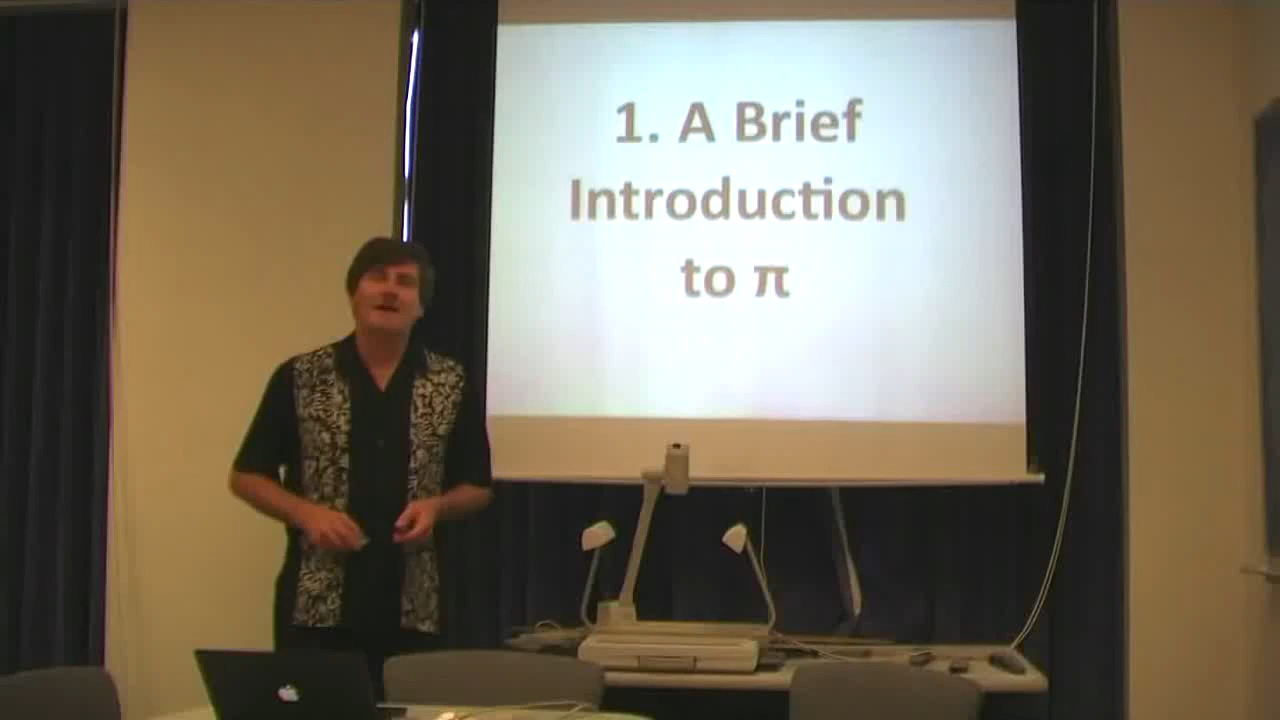 1. A Brief
Introduction
to π